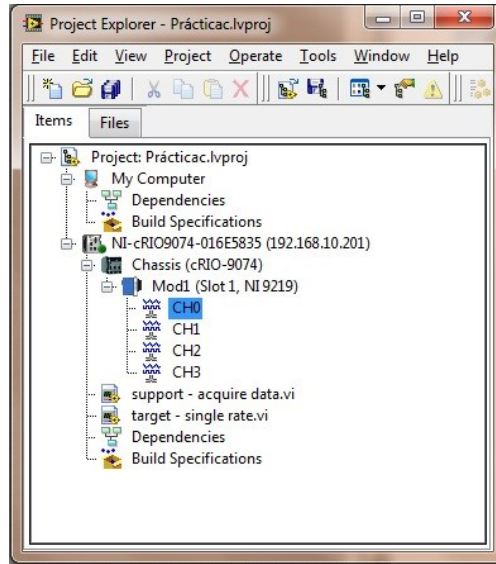 Project Explorer - Prácticac.lvproj
File Edit View Project Operate Tools Window Help
Items Files
Project: Prácticac.lvproj
My Computer
Dependencies
Build Specifications
NI-cRIO9074-016E5835 (192.168.10.201)
Chassis (cRIO-9074)
Mod1 (Slot 1, NI 9219)
CH0
CH1
CH2
CH3
support - acquire data.vi
target - single rate.vi
Dependencies
Build Specifications